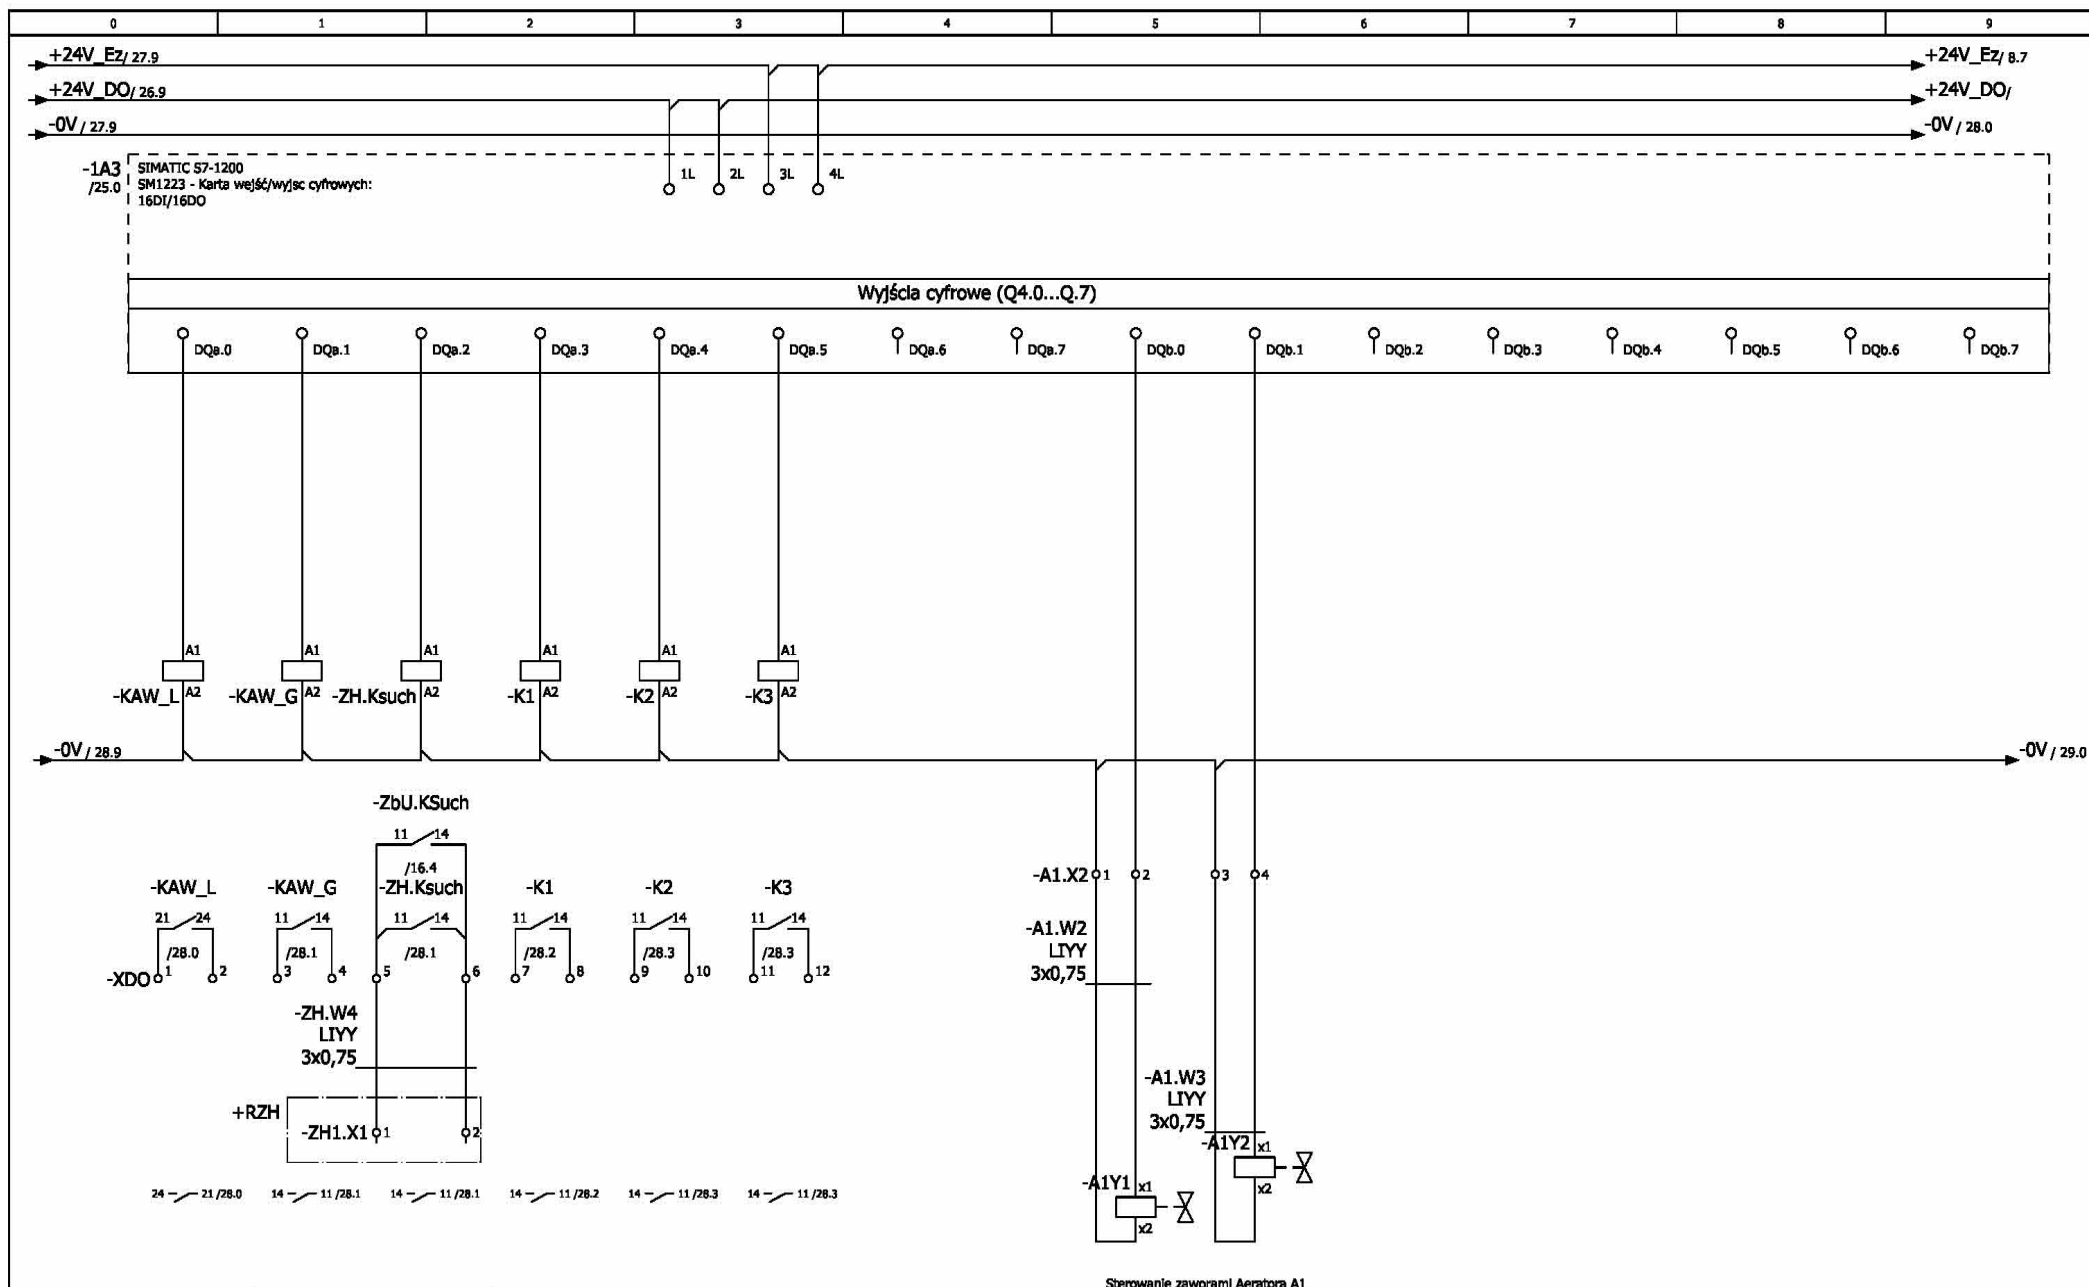 0 1 2 3 4 5 6 7 8 9
+24V_Ez/ 27.9 +24V_Ez/ 8.7
+24V_DO/ 26.9 +24V_DO/
-0V / 27.9 -0V / 28.0
-1A3 SIMATIC S7-1200
/25.0 SM1223 - Karta wejść/wyjsc cyfrowych:
16DI/16DO
1L 2L 3L 4L
Wyjścia cyfrowe (Q4.0...Q.7)
DQa.0 DQa.1 DQa.2 DQa.3 DQa.4 DQa.5 DQa.6 DQa.7 DQb.0 DQb.1 DQb.2 DQb.3 DQb.4 DQb.5 DQb.6 DQb.7
A1 A1 A1 A1 A1 A1
-KAW_L A2 -KAW_G A2 -ZH.Ksuch A2 -K1 A2 -K2 A2 -K3 A2
-0V / 28.9 -0V / 29.0
-ZbU.KSuch
11 14
/16.4
-KAW_L -KAW_G -ZH.Ksuch -K1 -K2 -K3
-A1.X2 1 2 3 4
21 24 11 14 11 14 11 14 11 14 11 14
/28.0 /28.1 /28.1 /28.2 /28.3 /28.3
-XDO 1 2 3 4 5 6 7 8 9 10 11 12
-A1.W2
LIYY
3x0,75
-ZH.W4
LIYY
3x0,75
-A1.W3
LIYY
3x0,75
+RZH
-ZH1.X1 1 2
-A1Y2 x1
x2
-A1Y1 x1
x2
24 21 /28.0 14 11 /28.1 14 11 /28.1 14 11 /28.2 14 11 /28.3 14 11 /28.3
Sterowanie zaworami Aeratora A1